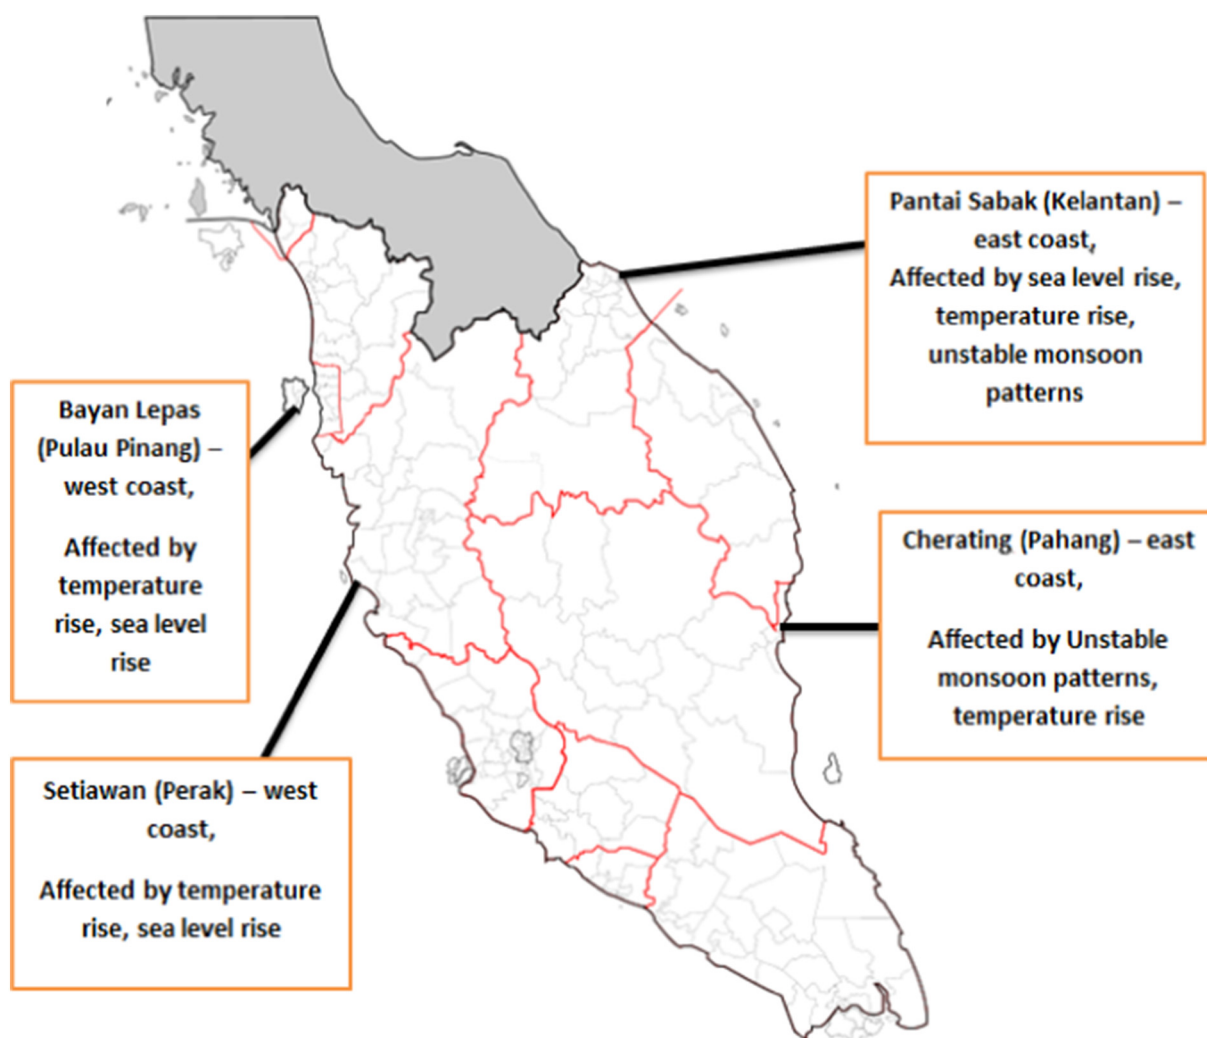 Pantai Sabak (Kelantan) –
east coast,
Affected by sea level rise,
temperature rise,
unstable monsoon
patterns
Bayan Lepas
(Pulau Pinang) –
west coast,
Affected by
temperature
rise, sea level
rise
Cherating (Pahang) – east
coast,
Affected by Unstable
monsoon patterns,
temperature rise
Setiawan (Perak) – west
coast,
Affected by temperature
rise, sea level rise